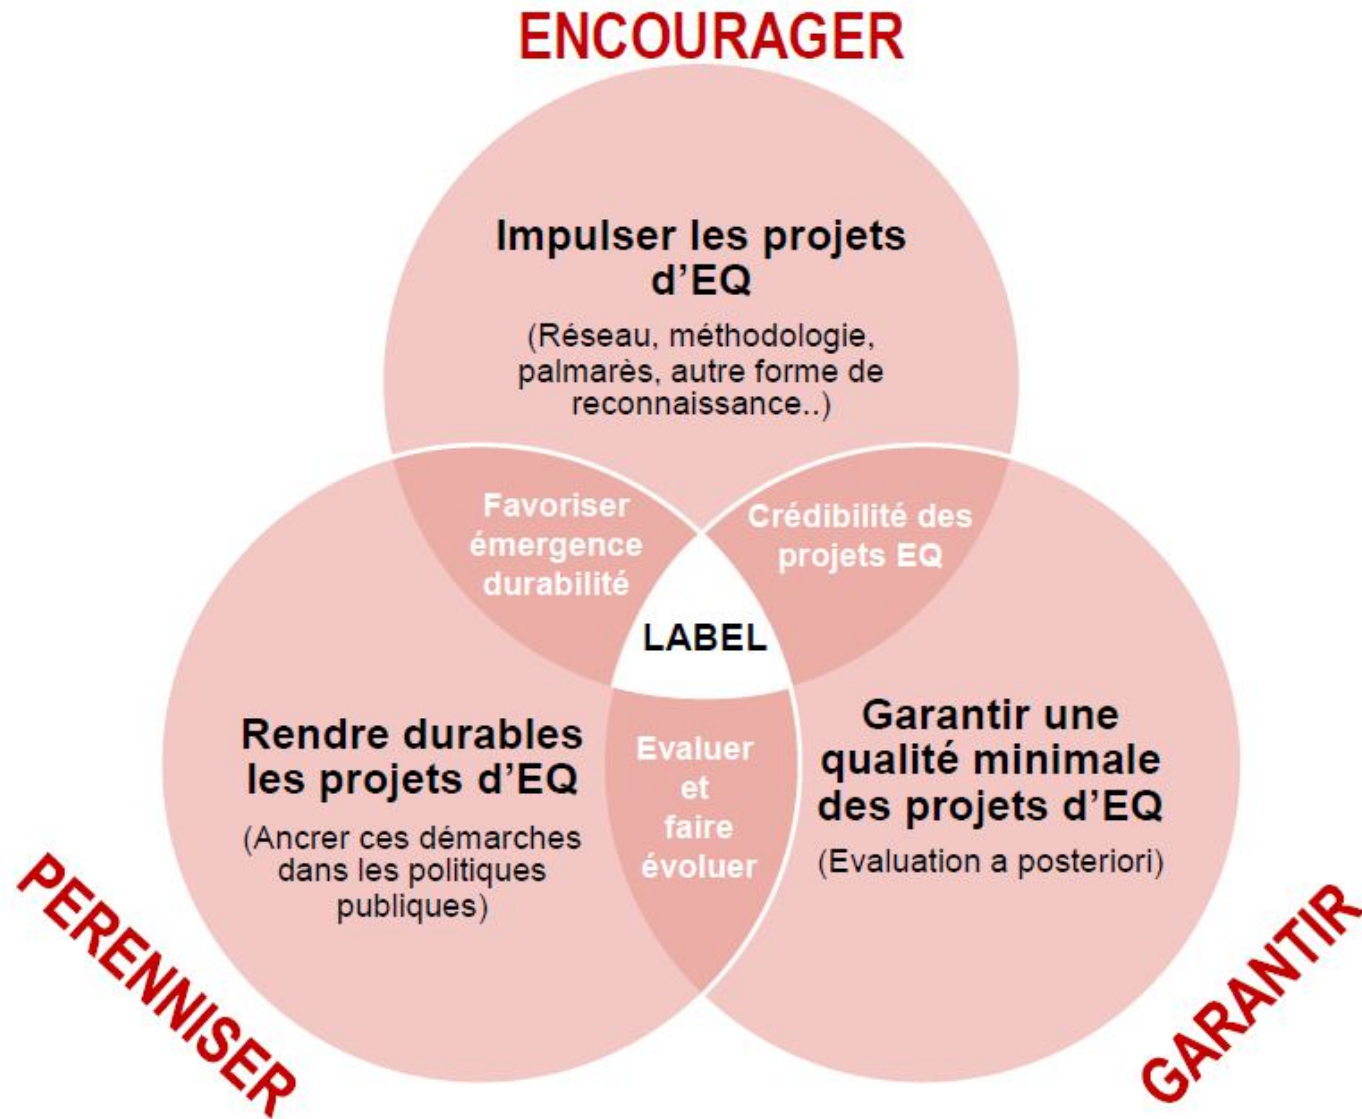 ENCOURAGER
Impulser les projets
d’EQ
(Réseau, méthodologie,
palmarès, autre forme de
reconnaissance..)
Favoriser
émergence
durabilité
Crédibilité des
projets EQ
LABEL
Rendre durables
les projets d’EQ
(Ancrer ces démarches
dans les politiques
publiques)
Evaluer
et
faire
évoluer
Garantir une
qualité minimale
des projets d’EQ
(Evaluation a posteriori)
PERENNISER
GARANTIR